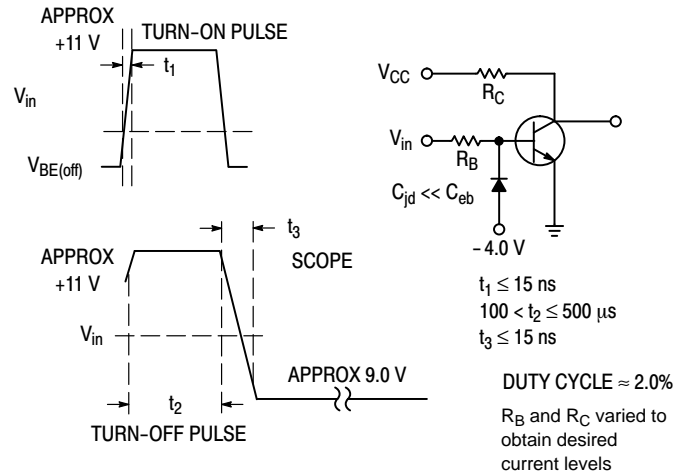 APPROX
+11 V
TURN-ON PULSE
t1
Vin
VBE(off)
t3
APPROX
+11 V
SCOPE
Vin
APPROX 9.0 V
t2
TURN-OFF PULSE
VCC
RC
Vin
RB
Cjd << Ceb
-4.0 V
t1 ≤ 15 ns
100 < t2 ≤ 500 μs
t3 ≤ 15 ns
DUTY CYCLE ≈ 2.0%
RB and RC varied to
obtain desired
current levels